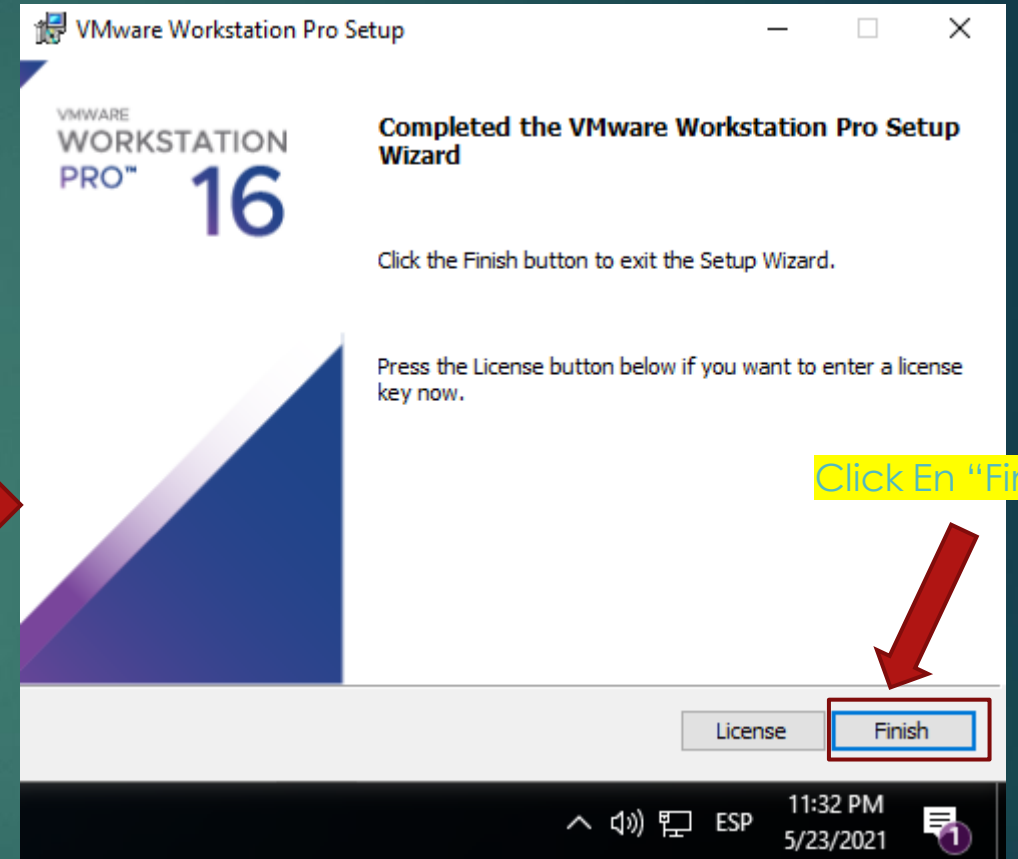 VMware Workstation Pro Setup
VMWARE
WORKSTATION
PRO™ 16
Completed the VMware Workstation Pro Setup
Wizard
Click the Finish button to exit the Setup Wizard.
Press the License button below if you want to enter a license
key now.
Click En
License
Finish
ESP
11:32 PM
5/23/2021
1